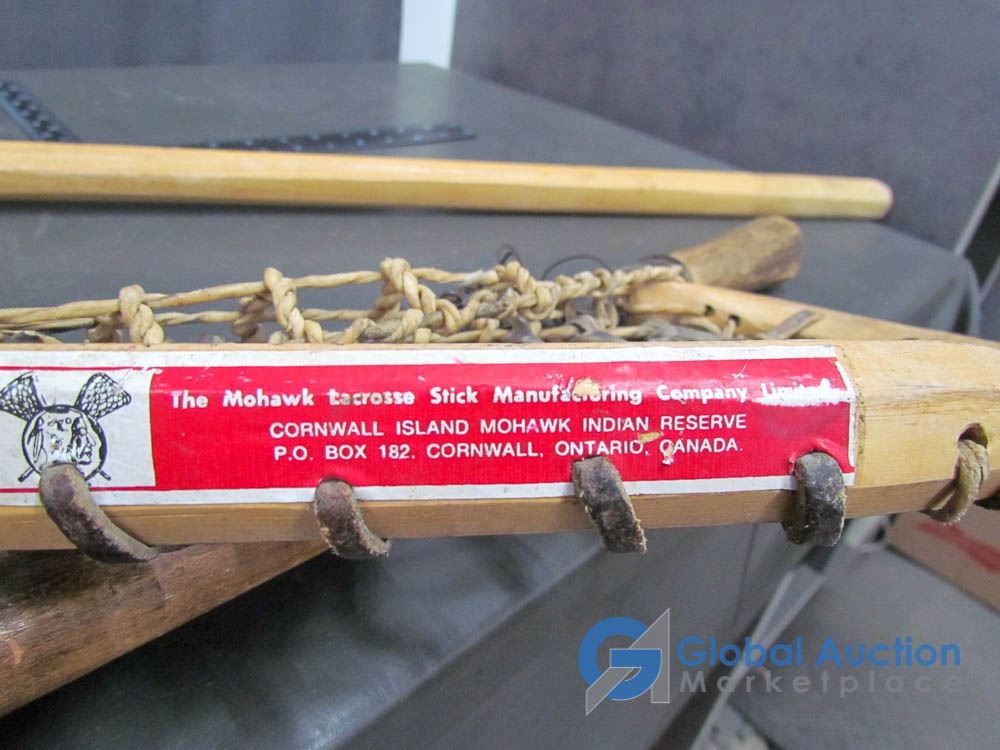 The Mohawk Lacrosse Stick Manufacturing Company Limited
CORNWALL ISLAND MOHAWK INDIAN RESERVE
P.O. BOX 182, CORNWALL, ONTARIO, CANADA.
Global Auction
Marketplace